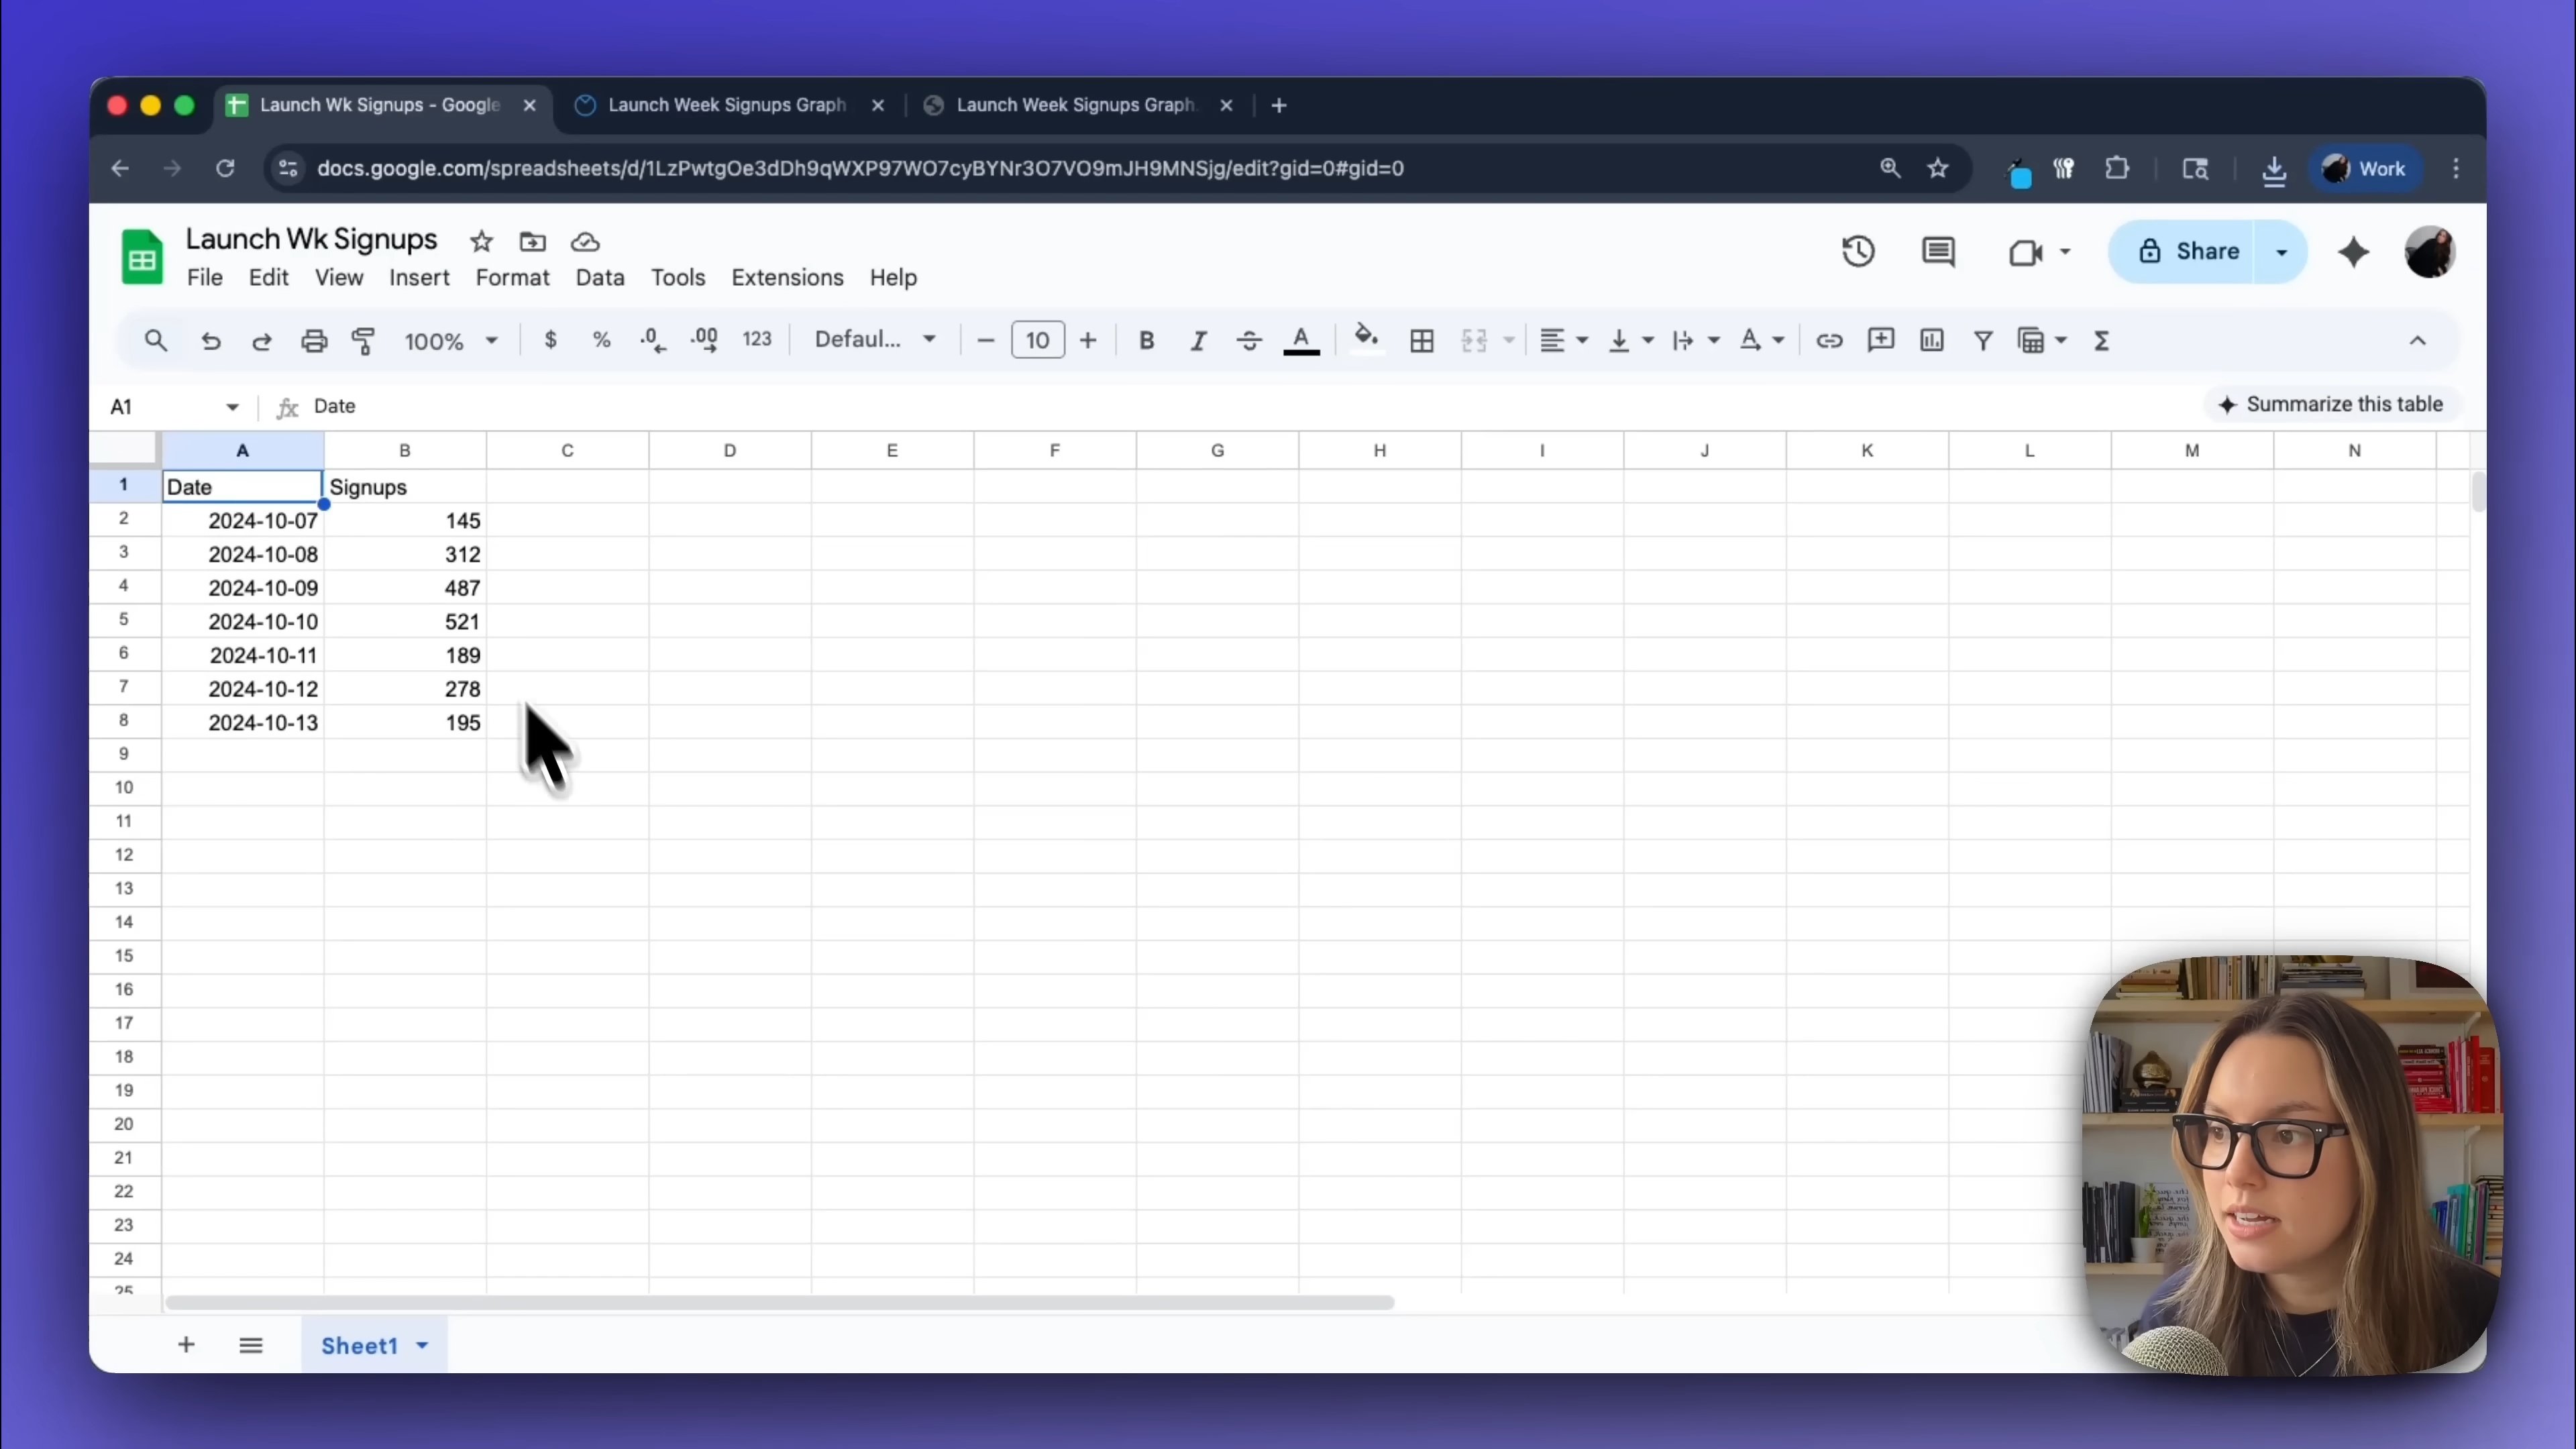 Launch Wk Signups - Google
Launch Week Signups Graph
Launch Week Signups Graph.
docs.google.com/spreadsheets/d/1LzPwtgOe3dDh9qWXP97WO7cyBYNr3O7VO9mJH9MNSjg/edit?gid=0#gid=0
Work
Launch Wk Signups
Share
File Edit View Insert Format Data Tools Extensions Help
100% $ % .0 .00 123 Defaul... 10 B I A Σ
A1 fx Date
Summarize this table
A B C D E F G H I J K L M N
1 Date Signups
2 2024-10-07 145
3 2024-10-08 312
4 2024-10-09 487
5 2024-10-10 521
6 2024-10-11 189
7 2024-10-12 278
8 2024-10-13 195
9
10
11
12
13
14
15
16
17
18
19
20
21
22
23
24
25
Sheet1